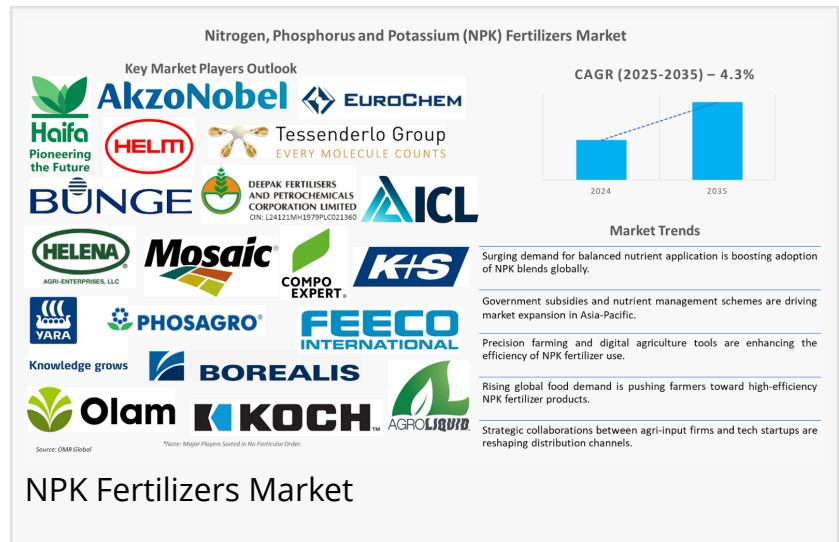 Nitrogen, Phosphorus and Potassium (NPK) Fertilizers Market
Key Market Players Outlook
Haifa
Pioneering
the Future
AkzoNobel
EUROCHEM
HELM
Tessenderlo Group
EVERY MOLECULE COUNTS
BUNGE
DEEPAK FERTILISERS
AND PETROCHEMICALS
CORPORATION LIMITED
CIN: L24121MH1979PLC021360
ICL
HELENA
AGRI-ENTERPRISES, LLC
Mosaic®
COMPO
EXPERT®
K+S
YARA
Knowledge grows
PHOSAGRO®
FEECO
INTERNATIONAL
BOREALIS
Olam
KOCH™
AGROLIQUID
Source: OMR Global
*Note: Major Players Sorted in No Particular Order.
CAGR (2025-2035) – 4.3%
2024
2035
Market Trends
Surging demand for balanced nutrient application is boosting adoption
of NPK blends globally.
Government subsidies and nutrient management schemes are driving
market expansion in Asia-Pacific.
Precision farming and digital agriculture tools are enhancing the
efficiency of NPK fertilizer use.
Rising global food demand is pushing farmers toward high-efficiency
NPK fertilizer products.
Strategic collaborations between agri-input firms and tech startups are
reshaping distribution channels.
NPK Fertilizers Market